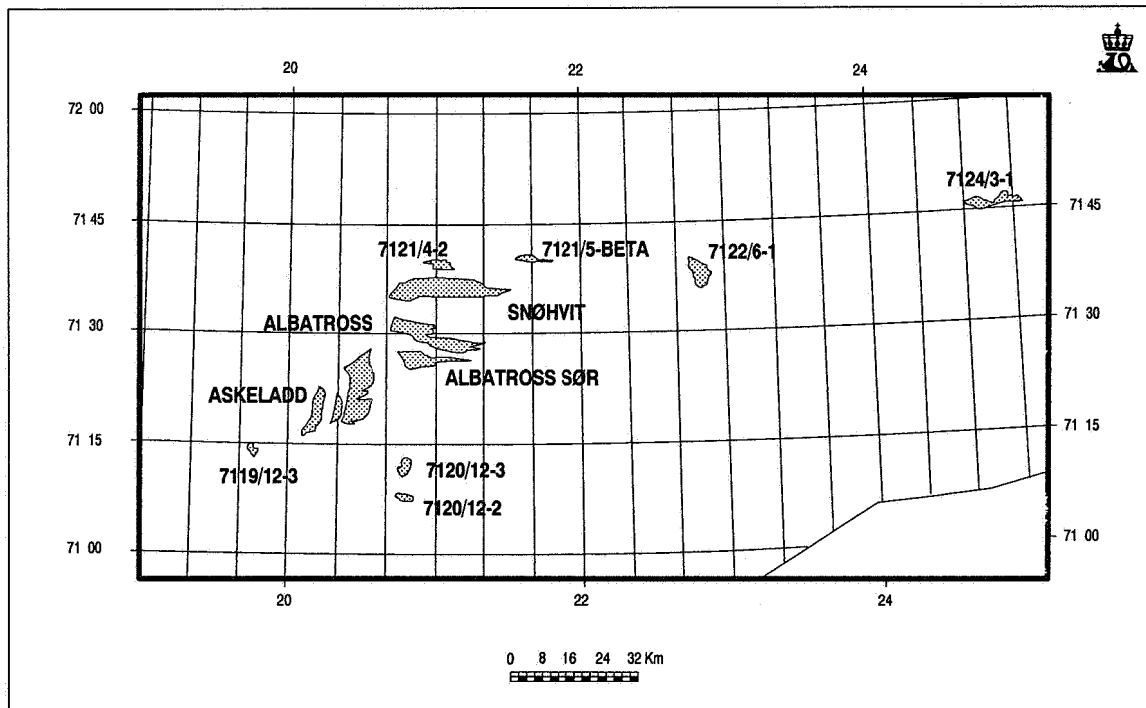 20 22 24
72 00
7124/3-1
71 45 71 45
7121/4-2 7121/5-BETA 7122/6-1
SNØHVIT
ALBATROSS
71 30 71 30
ALBATROSS SØR
ASKELADD
71 15 71 15
7119/12-3 7120/12-3
7120/12-2
71 00 71 00
20 22 24
0 8 16 24 32 Km